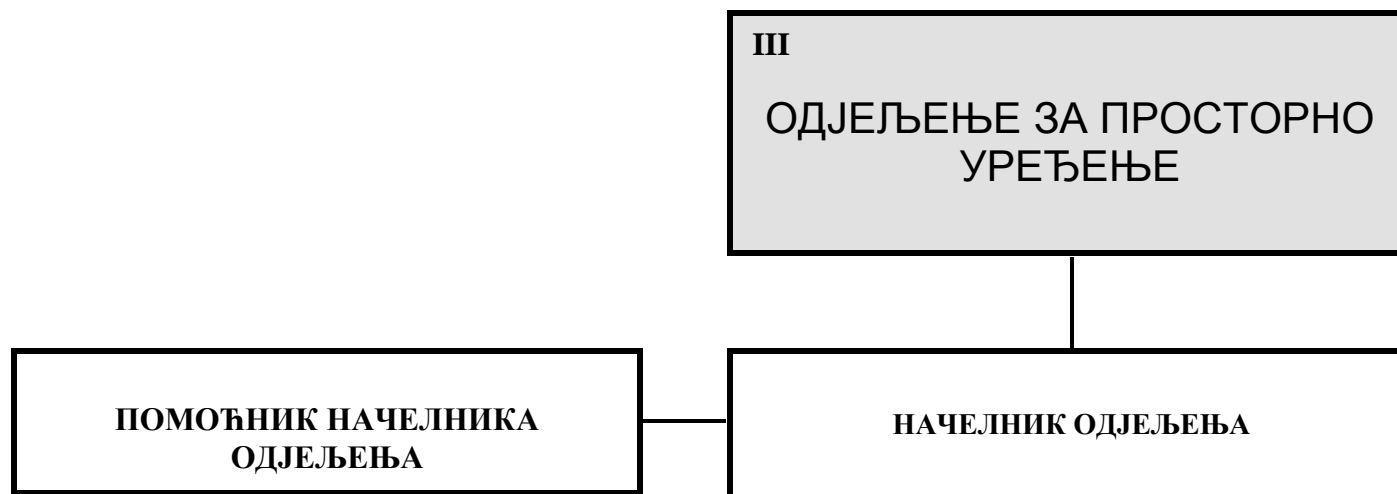 III
ОДЈЕЉЕЊЕ ЗА ПРОСТОРНО
УРЕЂЕЊЕ
ПОМОЋНИК НАЧЕЛНИКА
ОДЈЕЉЕЊА
НАЧЕЛНИК ОДЈЕЉЕЊА